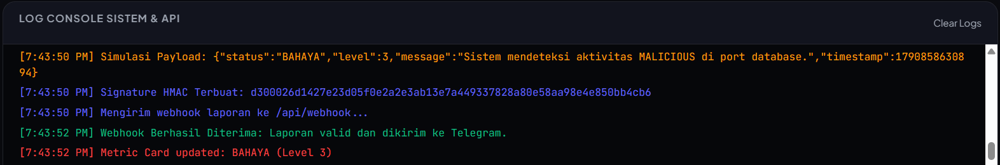 LOG CONSOLE SISTEM & API
Clear Logs
[7:43:50 PM] Simulasi Payload: {"status":"BAHAYA","level":3,"message":"Sistem mendeteksi aktivitas MALICIOUS di port database.","timestamp":17908586308
94}
[7:43:50 PM] Signature HMAC Terbuat: d300026d1427e23d05f0e2a2e3ab13e7a449337828a80e58aa98e4e850bb4cb6
[7:43:50 PM] Mengirim webhook laporan ke /api/webhook...
[7:43:52 PM] Webhook Berhasil Diterima: Laporan valid dan dikirim ke Telegram.
[7:43:52 PM] Metric Card updated: BAHAYA (Level 3)